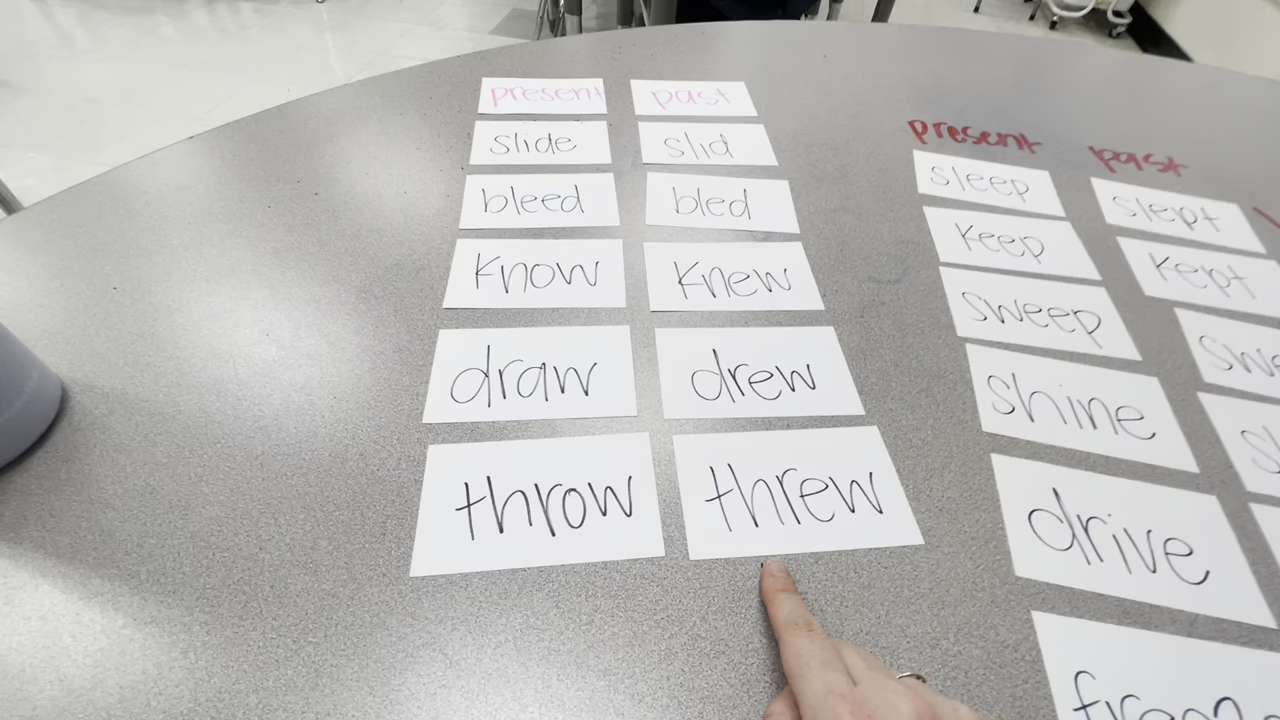 present past
slide slid
bleed bled
know knew
draw drew
throw threw
present past
sleep slept
keep kept
sweep
shine
drive